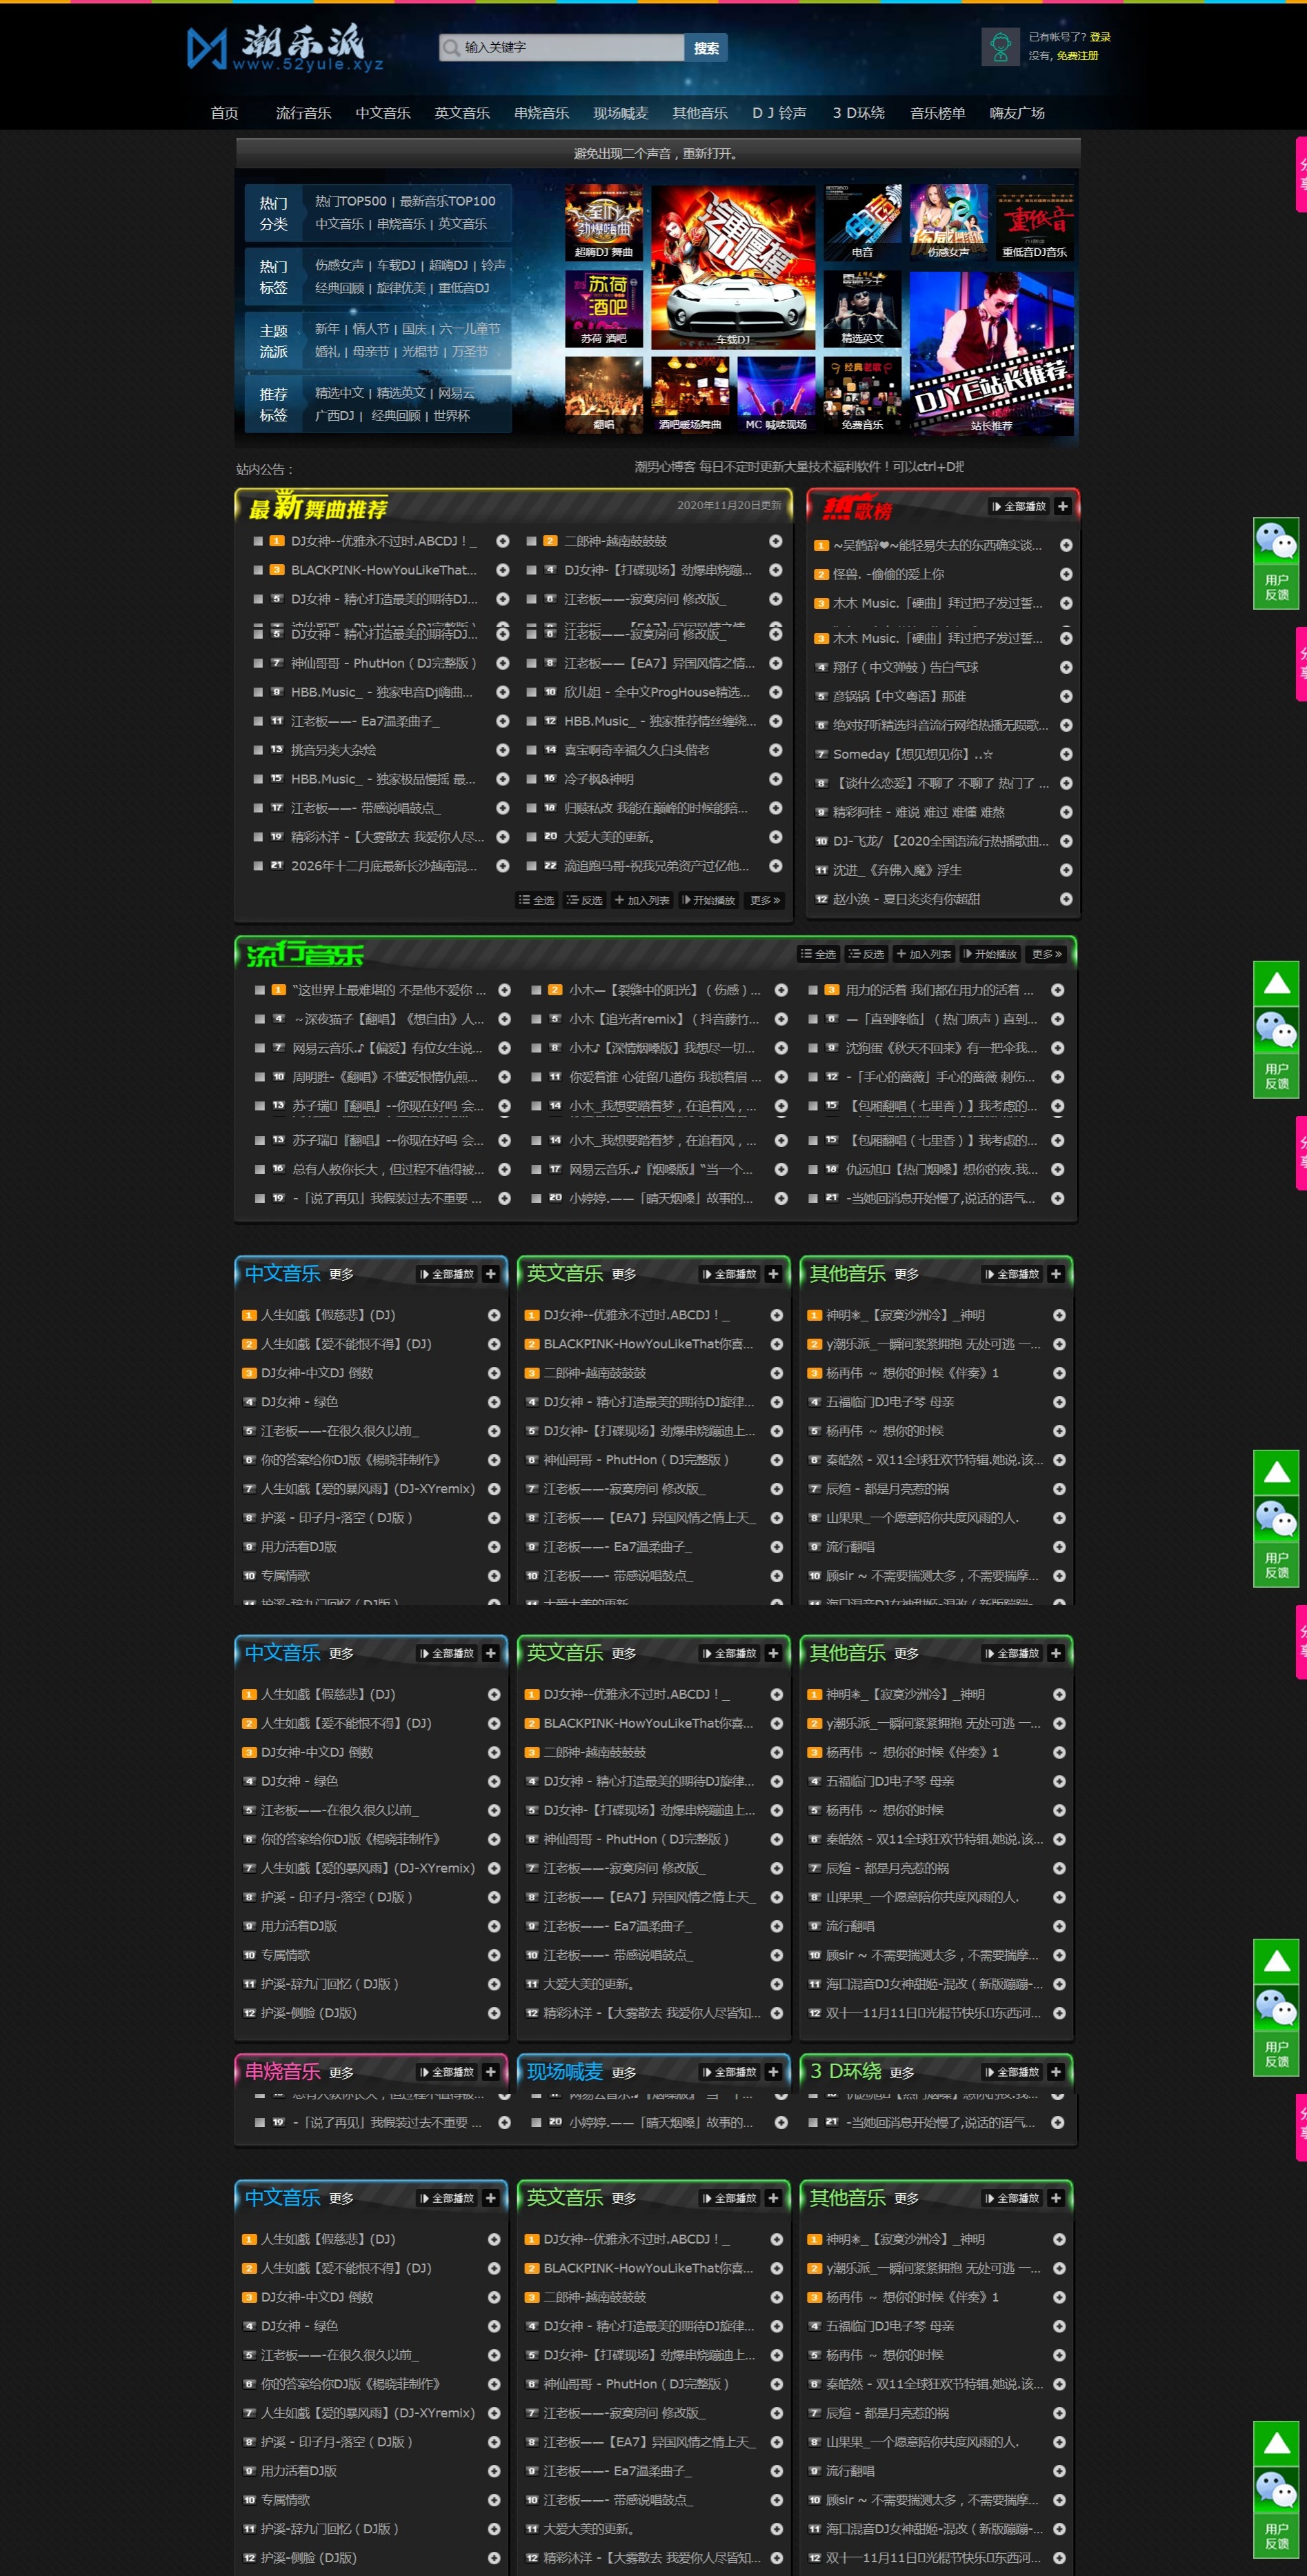 潮乐派
www.52yule.xyz
输入关键字
搜索
已有帐号了? 登录
没有, 免费注册
首页 流行音乐 中文音乐 英文音乐 串烧音乐 现场喊麦 其他音乐 D J 铃声 3 D环绕 音乐榜单 嗨友广场
避免出现二个声音，重新打开。
热门分类
热门TOP500 | 最新音乐TOP100
中文音乐 | 串烧音乐 | 英文音乐
热门标签
伤感女声 | 车载DJ | 超嗨DJ | 铃声
经典回顾 | 旋律优美 | 重低音DJ
主题流派
新年 | 情人节 | 国庆 | 六一儿童节
婚礼 | 母亲节 | 光棍节 | 万圣节
推荐标签
精选中文 | 精选英文 | 网易云
广西DJ | 经典回顾 | 世界杯
超嗨DJ 舞曲
车载DJ
电音
伤感女声
重低音DJ音乐
苏荷 酒吧
精选英文
翻唱
酒吧暖场舞曲
MC 喊唛现场
免费音乐
DJYE站长推荐
站长推荐
站内公告：
潮男心博客 每日不定时更新大量技术福利软件！可以ctrl+D把
最新舞曲推荐
2020年11月20日更新
1 DJ女神--优雅永不过时.ABCDJ！_
2 二郎神-越南鼓鼓鼓
3 BLACKPINK-HowYouLikeThat...
4 DJ女神-【打碟现场】劲爆串烧蹦...
5 DJ女神 - 精心打造最美的期待DJ...
6 江老板——-寂寞房间 修改版_
5 DJ女神 - 精心打造最美的期待DJ...
6 江老板——-寂寞房间 修改版_
7 神仙哥哥 - PhutHon（DJ完整版）
8 江老板——【EA7】异国风情之情...
9 HBB.Music_ - 独家电音Dj嗨曲...
10 欣儿姐 - 全中文ProgHouse精选...
11 江老板——- Ea7温柔曲子_
12 HBB.Music_ - 独家推荐情丝缠绕...
13 挑音另类大杂烩
14 喜宝啊奇幸福久久白头偕老
15 HBB.Music_ - 独家极品慢摇 最...
16 冷子枫&神明
17 江老板——- 带感说唱鼓点_
18 归赎私改 我能在巅峰的时候能陪...
19 精彩沐洋 -【大雾散去 我爱你人尽...
20 大爱大美的更新。
21 2026年十二月底最新长沙越南混...
22 滴追跑马哥-祝我兄弟资产过亿他...
全选 反选 加入列表 开始播放 更多»
热歌榜
全部播放
1 ~吴鹤辞❤~能轻易失去的东西确实谈...
2 怪兽. -偷偷的爱上你
3 木木 Music.「硬曲」拜过把子发过誓...
3 木木 Music.「硬曲」拜过把子发过誓...
4 翔仔（中文弹鼓）告白气球
5 彦锅锅【中文粤语】那谁
6 绝对好听精选抖音流行网络热播无限歌...
7 Someday【想见想见你】..☆
8 【谈什么恋爱】不聊了 不聊了 热门了 ...
9 精彩阿桂 - 难说 难过 难懂 难熬
10 DJ-飞龙/ 【2020全国语流行热播歌曲...
11 沈进_《弃佛入魔》浮生
12 赵小涣 - 夏日炎炎有你超甜
流行音乐
全选 反选 加入列表 开始播放 更多»
1 “这世界上最难堪的 不是他不爱你 ...
2 小木—【裂缝中的阳光】（伤感）...
3 用力的活着 我们都在用力的活着 ...
4 ～深夜猫子【翻唱】《想自由》人...
5 小木【追光者remix】（抖音藤竹...
6 —「直到降临」（热门原声）直到...
7 网易云音乐.♪【偏爱】有位女生说...
8 小木♪【深情烟嗓版】我想尽一切...
9 沈狗蛋《秋天不回来》有一把伞我...
10 周明胜-《翻唱》不懂爱恨情仇煎...
11 你爱着谁 心徒留几道伤 我锁着眉 ...
12 -「手心的蔷薇」手心的蔷薇 刺伤...
13 苏子瑞『翻唱』--你现在好吗 会...
14 小木_我想要踏着梦，在追着风，...
15 【包厢翻唱（七里香）】我考虑的...
13 苏子瑞『翻唱』--你现在好吗 会...
14 小木_我想要踏着梦，在追着风，...
15 【包厢翻唱（七里香）】我考虑的...
16 总有人教你长大，但过程不值得被...
17 网易云音乐.♪『烟嗓版』“当一个...
18 仇远旭【热门烟嗓】想你的夜.我...
19 -「说了再见」我假装过去不重要 ...
20 小婷婷.——「晴天烟嗓」故事的...
21 -当她回消息开始慢了,说话的语气...
中文音乐 更多 全部播放
1 人生如戲【假慈悲】(DJ)
2 人生如戲【爱不能恨不得】(DJ)
3 DJ女神-中文DJ 倒数
4 DJ女神 - 绿色
5 江老板——-在很久很久以前_
6 你的答案给你DJ版《楊晓菲制作》
7 人生如戲【爱的暴风雨】(DJ-XYremix)
8 护溪 - 印子月-落空（DJ版）
9 用力活着DJ版
10 专属情歌
11 护溪-辞九门回忆（DJ版）
英文音乐 更多 全部播放
1 DJ女神--优雅永不过时.ABCDJ！_
2 BLACKPINK-HowYouLikeThat你喜...
3 二郎神-越南鼓鼓鼓
4 DJ女神 - 精心打造最美的期待DJ旋律...
5 DJ女神-【打碟现场】劲爆串烧蹦迪上...
6 神仙哥哥 - PhutHon（DJ完整版）
7 江老板——-寂寞房间 修改版_
8 江老板——【EA7】异国风情之情上天_
9 江老板——- Ea7温柔曲子_
10 江老板——- 带感说唱鼓点_
11 大爱大美的更新。
其他音乐 更多 全部播放
1 神明※_【寂寞沙洲冷】_神明
2 y潮乐派_一瞬间紧紧拥抱 无处可逃 一...
3 杨再伟 ～ 想你的时候《伴奏》1
4 五福临门DJ电子琴 母亲
5 杨再伟 ～ 想你的时候
6 秦皓然 - 双11全球狂欢节特辑.她说.该...
7 辰煊 - 都是月亮惹的祸
8 山果果_一个愿意陪你共度风雨的人.
9 流行翻唱
10 顾sir ~ 不需要揣测太多，不需要揣摩...
11 海口混音DJ女神甜姬-混改（新版蹦蹦-...
中文音乐 更多 全部播放
1 人生如戲【假慈悲】(DJ)
2 人生如戲【爱不能恨不得】(DJ)
3 DJ女神-中文DJ 倒数
4 DJ女神 - 绿色
5 江老板——-在很久很久以前_
6 你的答案给你DJ版《楊晓菲制作》
7 人生如戲【爱的暴风雨】(DJ-XYremix)
8 护溪 - 印子月-落空（DJ版）
9 用力活着DJ版
10 专属情歌
11 护溪-辞九门回忆（DJ版）
12 护溪-侧脸 (DJ版)
英文音乐 更多 全部播放
1 DJ女神--优雅永不过时.ABCDJ！_
2 BLACKPINK-HowYouLikeThat你喜...
3 二郎神-越南鼓鼓鼓
4 DJ女神 - 精心打造最美的期待DJ旋律...
5 DJ女神-【打碟现场】劲爆串烧蹦迪上...
6 神仙哥哥 - PhutHon（DJ完整版）
7 江老板——-寂寞房间 修改版_
8 江老板——【EA7】异国风情之情上天_
9 江老板——- Ea7温柔曲子_
10 江老板——- 带感说唱鼓点_
11 大爱大美的更新。
12 精彩沐洋 -【大雾散去 我爱你人尽皆知...
其他音乐 更多 全部播放
1 神明※_【寂寞沙洲冷】_神明
2 y潮乐派_一瞬间紧紧拥抱 无处可逃 一...
3 杨再伟 ～ 想你的时候《伴奏》1
4 五福临门DJ电子琴 母亲
5 杨再伟 ～ 想你的时候
6 秦皓然 - 双11全球狂欢节特辑.她说.该...
7 辰煊 - 都是月亮惹的祸
8 山果果_一个愿意陪你共度风雨的人.
9 流行翻唱
10 顾sir ~ 不需要揣测太多，不需要揣摩...
11 海口混音DJ女神甜姬-混改（新版蹦蹦-...
12 双十一11月11日光棍节快乐东西河...
串烧音乐 更多 全部播放
现场喊麦 更多 全部播放
3 D环绕 更多 全部播放
19 -「说了再见」我假装过去不重要 ...
20 小婷婷.——「晴天烟嗓」故事的...
21 -当她回消息开始慢了,说话的语气...
中文音乐 更多 全部播放
1 人生如戲【假慈悲】(DJ)
2 人生如戲【爱不能恨不得】(DJ)
3 DJ女神-中文DJ 倒数
4 DJ女神 - 绿色
5 江老板——-在很久很久以前_
6 你的答案给你DJ版《楊晓菲制作》
7 人生如戲【爱的暴风雨】(DJ-XYremix)
8 护溪 - 印子月-落空（DJ版）
9 用力活着DJ版
10 专属情歌
11 护溪-辞九门回忆（DJ版）
12 护溪-侧脸 (DJ版)
英文音乐 更多 全部播放
1 DJ女神--优雅永不过时.ABCDJ！_
2 BLACKPINK-HowYouLikeThat你喜...
3 二郎神-越南鼓鼓鼓
4 DJ女神 - 精心打造最美的期待DJ旋律...
5 DJ女神-【打碟现场】劲爆串烧蹦迪上...
6 神仙哥哥 - PhutHon（DJ完整版）
7 江老板——-寂寞房间 修改版_
8 江老板——【EA7】异国风情之情上天_
9 江老板——- Ea7温柔曲子_
10 江老板——- 带感说唱鼓点_
11 大爱大美的更新。
12 精彩沐洋 -【大雾散去 我爱你人尽皆知...
其他音乐 更多 全部播放
1 神明※_【寂寞沙洲冷】_神明
2 y潮乐派_一瞬间紧紧拥抱 无处可逃 一...
3 杨再伟 ～ 想你的时候《伴奏》1
4 五福临门DJ电子琴 母亲
5 杨再伟 ～ 想你的时候
6 秦皓然 - 双11全球狂欢节特辑.她说.该...
7 辰煊 - 都是月亮惹的祸
8 山果果_一个愿意陪你共度风雨的人.
9 流行翻唱
10 顾sir ~ 不需要揣测太多，不需要揣摩...
11 海口混音DJ女神甜姬-混改（新版蹦蹦-...
12 双十一11月11日光棍节快乐东西河...
用户反馈
用户反馈
用户反馈
用户反馈
用户反馈